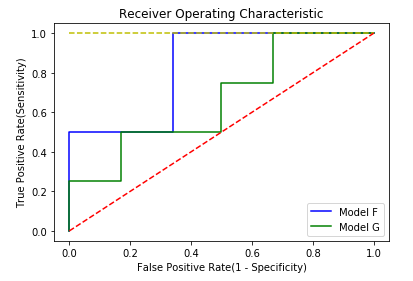 Receiver Operating Characteristic
True Positive Rate(Sensitivity)
1.0
0.8
0.6
0.4
0.2
0.0
0.0 0.2 0.4 0.6 0.8 1.0
False Positive Rate(1 - Specificity)
Model F
Model G